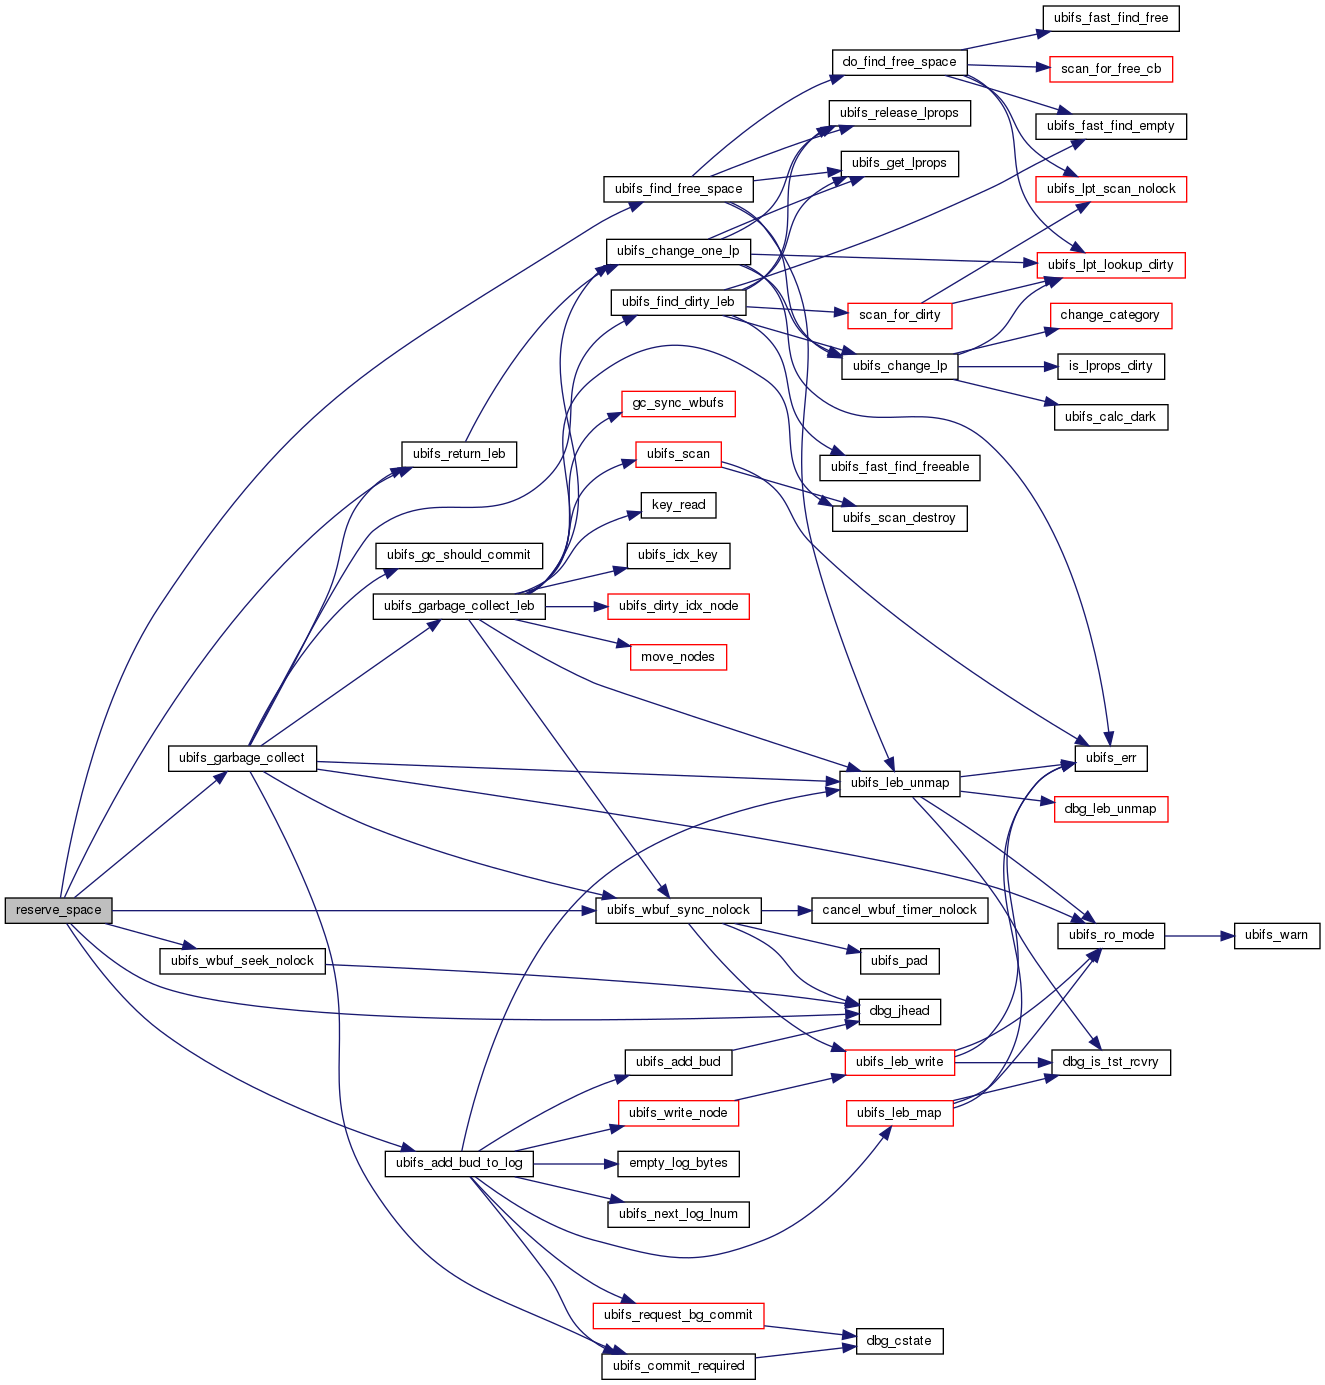 ubifs_fast_find_free
do_find_free_space
scan_for_free_cb
ubifs_release_lprops
ubifs_fast_find_empty
ubifs_get_lprops
ubifs_find_free_space
ubifs_lpt_scan_nolock
ubifs_change_one_lp
ubifs_lpt_lookup_dirty
ubifs_find_dirty_leb
scan_for_dirty
change_category
ubifs_change_lp
is_lprops_dirty
gc_sync_wbufs
ubifs_calc_dark
ubifs_return_leb
ubifs_scan
ubifs_fast_find_freeable
key_read
ubifs_scan_destroy
ubifs_gc_should_commit
ubifs_idx_key
ubifs_garbage_collect_leb
ubifs_dirty_idx_node
move_nodes
ubifs_garbage_collect
ubifs_err
ubifs_leb_unmap
dbg_leb_unmap
reserve_space
ubifs_wbuf_sync_nolock
cancel_wbuf_timer_nolock
ubifs_ro_mode
ubifs_warn
ubifs_wbuf_seek_nolock
ubifs_pad
dbg_jhead
ubifs_add_bud
ubifs_leb_write
dbg_is_tst_rcvry
ubifs_write_node
ubifs_leb_map
ubifs_add_bud_to_log
empty_log_bytes
ubifs_next_log_lnum
ubifs_request_bg_commit
dbg_cstate
ubifs_commit_required